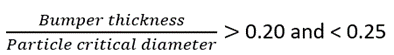 Bumper thickness
Particle critical diameter > 0.20 and < 0.25